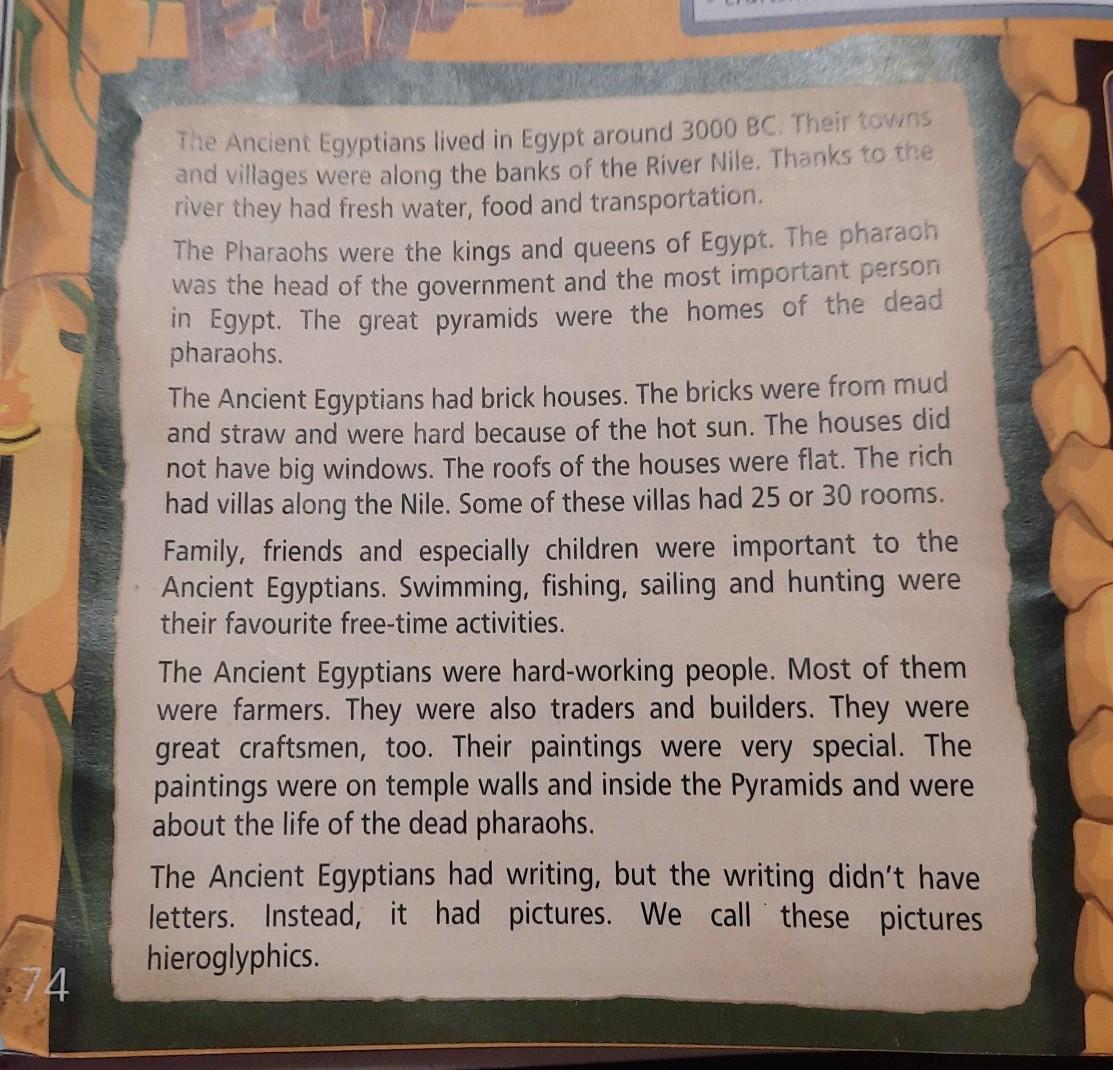 Egypt
The Ancient Egyptians lived in Egypt around 3000 BC. Their towns
and villages were along the banks of the River Nile. Thanks to the
river they had fresh water, food and transportation.
The Pharaohs were the kings and queens of Egypt. The pharaoh
was the head of the government and the most important person
in Egypt. The great pyramids were the homes of the dead
pharaohs.
The Ancient Egyptians had brick houses. The bricks were from mud
and straw and were hard because of the hot sun. The houses did
not have big windows. The roofs of the houses were flat. The rich
had villas along the Nile. Some of these villas had 25 or 30 rooms.
Family, friends and especially children were important to the
Ancient Egyptians. Swimming, fishing, sailing and hunting were
their favourite free-time activities.
The Ancient Egyptians were hard-working people. Most of them
were farmers. They were also traders and builders. They were
great craftsmen, too. Their paintings were very special. The
paintings were on temple walls and inside the Pyramids and were
about the life of the dead pharaohs.
The Ancient Egyptians had writing, but the writing didn't have
letters. Instead, it had pictures. We call these pictures
hieroglyphics.
74